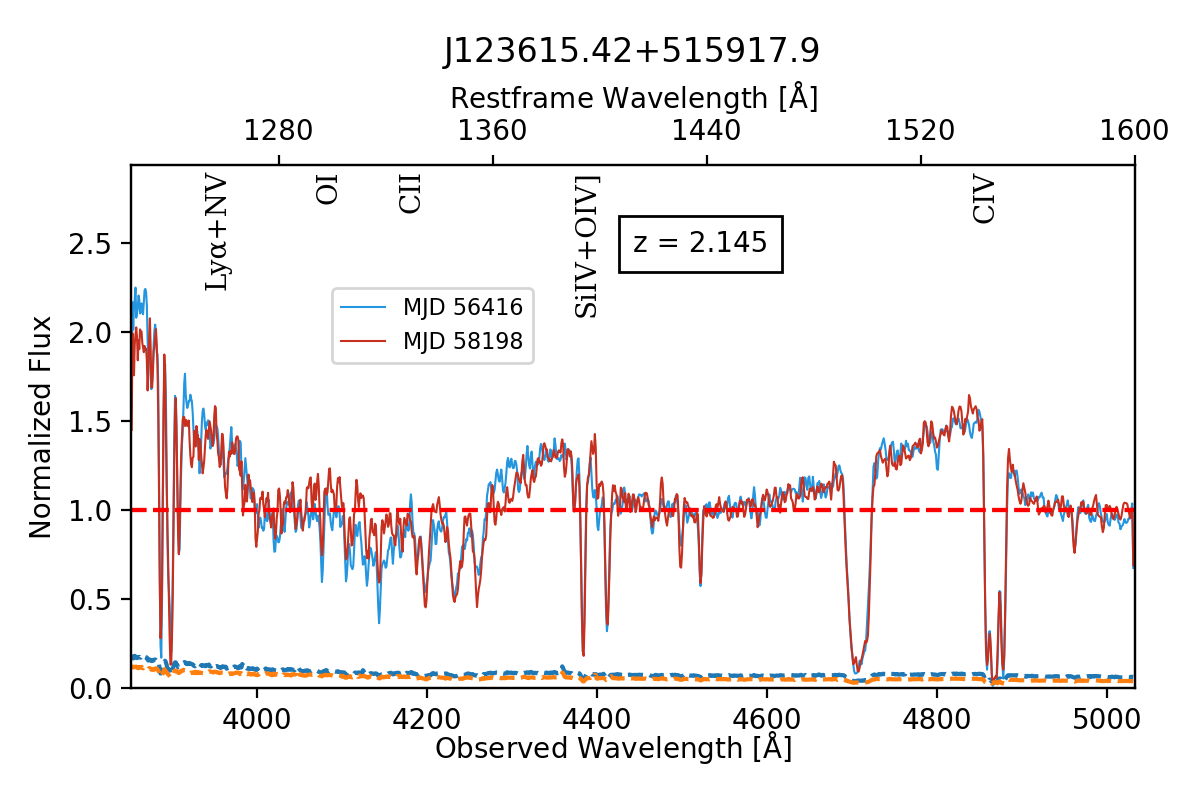 J123615.42+515917.9
Restframe Wavelength [Å]
1280 1360 1440 1520 1600
Lyα+NV
OI
CII
SiIV+OIV]
CIV
z = 2.145
MJD 56416
MJD 58198
Normalized Flux
2.5
2.0
1.5
1.0
0.5
0.0
4000 4200 4400 4600 4800 5000
Observed Wavelength [Å]